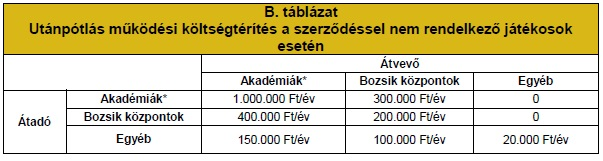 B. táblázat
Utánpótlás működési költségtérítés a szerződéssel nem rendelkező játékosok
esetén
Átvevő
Akadémiák* Bozsik központok Egyéb
Átadó
Akadémiák* 1.000.000 Ft/év 300.000 Ft/év 0
Bozsik központok 400.000 Ft/év 200.000 Ft/év 0
Egyéb 150.000 Ft/év 100.000 Ft/év 20.000 Ft/év